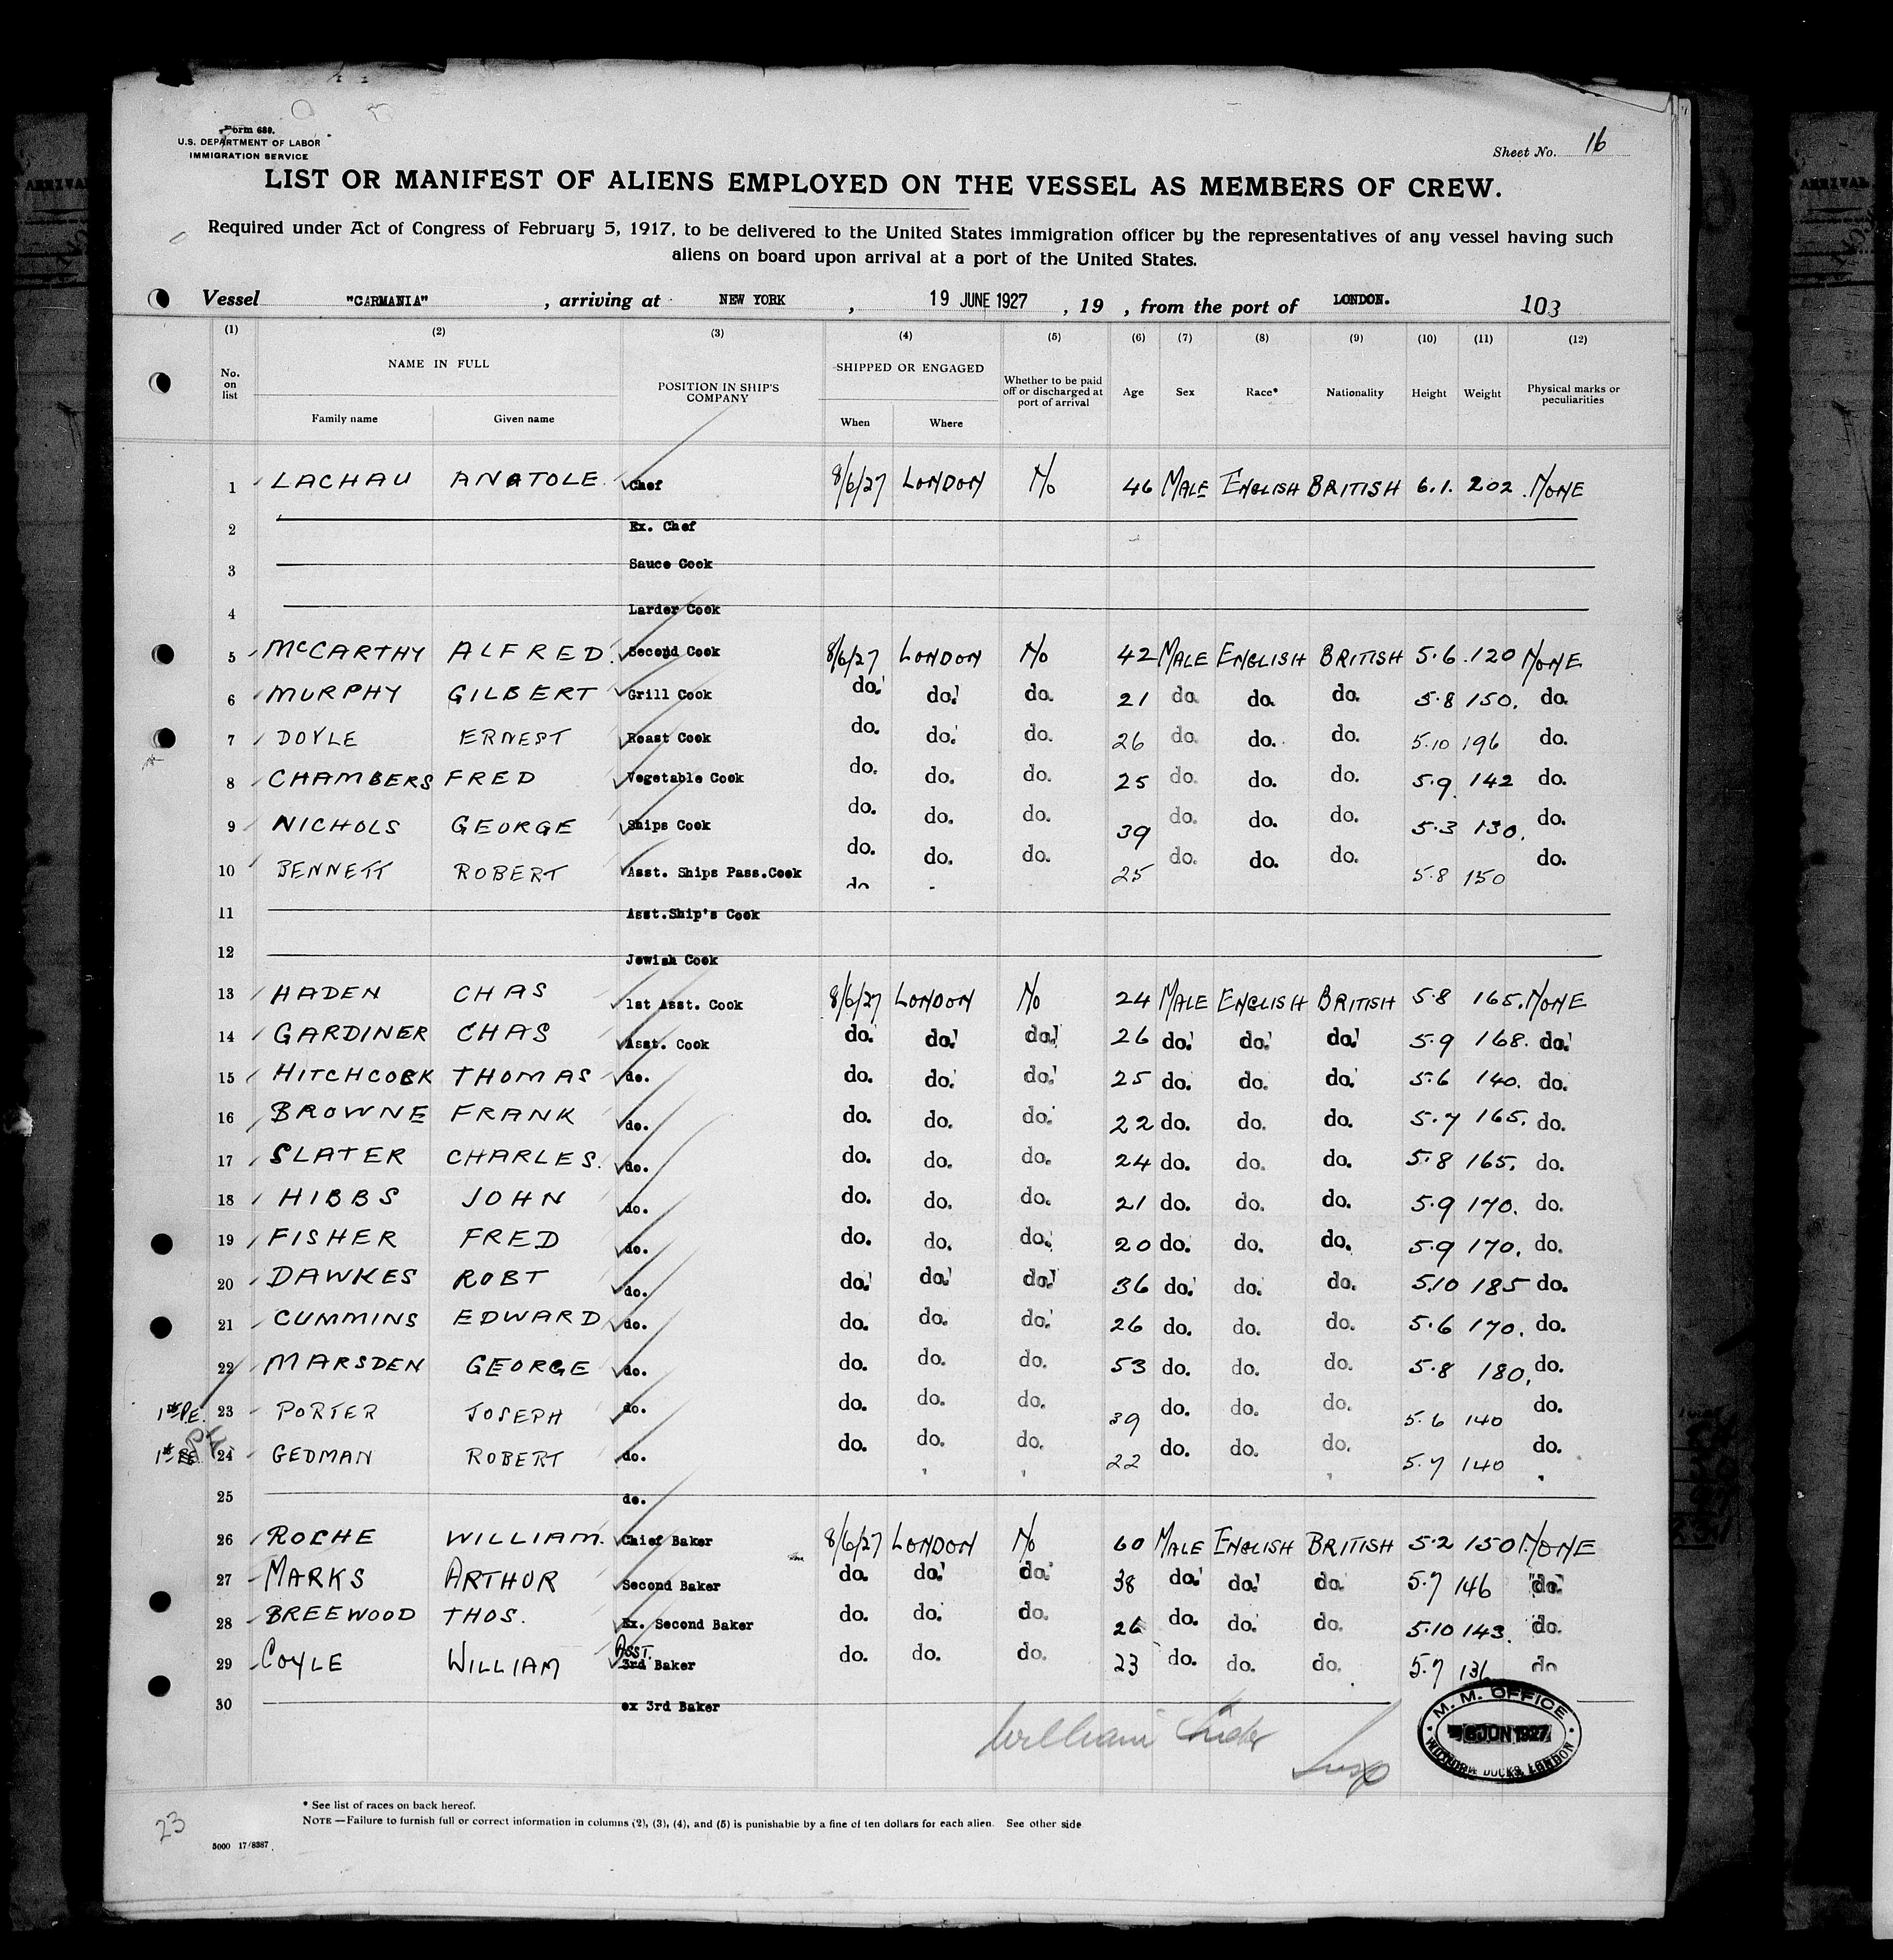 Form 689.
U.S. DEPARTMENT OF LABOR
IMMIGRATION SERVICE
Sheet No. 16
LIST OR MANIFEST OF ALIENS EMPLOYED ON THE VESSEL AS MEMBERS OF CREW.
Required under Act of Congress of February 5, 1917, to be delivered to the United States immigration officer by the representatives of any vessel having such
aliens on board upon arrival at a port of the United States.
Vessel "CARMANIA", arriving at NEW YORK, 19 JUNE 1927, 19 , from the port of LONDON. 103
(1) (2) (3) (4) (5) (6) (7) (8) (9) (10) (11) (12)
No. on list NAME IN FULL Family name Given name POSITION IN SHIP'S COMPANY SHIPPED OR ENGAGED When Where Whether to be paid off or discharged at port of arrival Age Sex Race* Nationality Height Weight Physical marks or peculiarities
1 LACHAU ANATOLE. Chef 8/6/27 LONDON No 46 MALE ENGLISH BRITISH 6.1. 202. NONE
2 Ex. Chef
3 Sauce Cook
4 Larder Cook
5 McCARTHY ALFRED. Second Cook 8/6/27 LONDON No 42 MALE ENGLISH BRITISH 5.6. 120 NONE
6 MURPHY GILBERT Grill Cook do. do. do. 21 do. do. do. 5.8 150. do.
7 DOYLE ERNEST Roast Cook do. do. do. 26 do. do. do. 5.10 196 do.
8 CHAMBERS FRED Vegetable Cook do. do. do. 25 do. do. do. 5.9 142 do.
9 NICHOLS GEORGE Ships Cook do. do. do. 39 do. do. do. 5.3 130. do.
10 BENNETT ROBERT Asst. Ships Pass.Cook do. do. do. 25 do. do. do. 5.8 150 do.
do
11 Asst.Ship's Cook
12 Jewish Cook
13 HADEN CHAS 1st Asst. Cook 8/6/27 LONDON No 24 MALE ENGLISH BRITISH 5.8 165. NONE
14 GARDINER CHAS Asst. Cook do. do. do. 26 do. do. do. 5.9 168. do.
15 HITCHCOCK THOMAS do. do. do. do. 25 do. do. do. 5.6 140. do.
16 BROWNE FRANK do. do. do. do. 22 do. do. do. 5.7 165. do.
17 SLATER CHARLES. do. do. do. do. 24 do. do. do. 5.8 165. do.
18 HIBBS JOHN do. do. do. do. 21 do. do. do. 5.9 170. do.
19 FISHER FRED do. do. do. do. 20 do. do. do. 5.9 170. do.
20 DAWKES ROBT do. do. do. do. 36 do. do. do. 5.10 185 do.
21 CUMMINS EDWARD do. do. do. do. 26 do. do. do. 5.6 170. do.
22 MARSDEN GEORGE do. do. do. do. 53 do. do. do. 5.8 180. do.
1st P.E. 23 PORTER JOSEPH do. do. do. do. 39 do. do. do. 5.6 140 do.
1st 24 GEDMAN ROBERT do. do. do. do. 22 do. do. do. 5.7 140 do.
25 do.
26 ROCHE WILLIAM. Chief Baker 8/6/27 LONDON No 60 MALE ENGLISH BRITISH 5.2 150 NONE
27 MARKS ARTHUR Second Baker do. do. do. 38 do. do. do. 5.7 146 do.
28 BREEWOOD THOS. Ex. Second Baker do. do. do. 26 do. do. do. 5.10 143. do.
29 COYLE WILLIAM ASST. 3rd Baker do. do. do. 23 do. do. do. 5.7 136 do
30 ex 3rd Baker
William
Insp
M. M. OFFICE
JUN 1927
VICTORIA DOCKS, LONDON
* See list of races on back hereof.
NOTE —Failure to furnish full or correct information in columns (2), (3), (4), and (5) is punishable by a fine of ten dollars for each alien. See other side
23
5000 17/8387